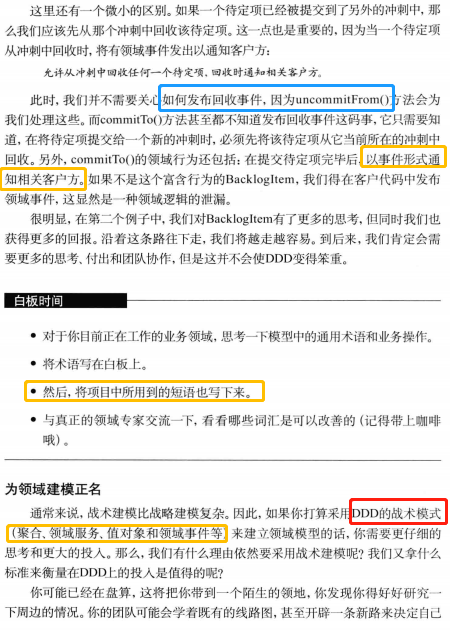 这里还有一个微小的区别。如果一个待定项已经被提交到了另外的冲刺中，那
么我们应该先从那个冲刺中回收该待定项。这一点也是重要的，因为当一个待定项
从冲刺中回收时，将有领域事件发出以通知客户方：
允许从冲刺中回收任何一个待定项、回收时通知相关客户方。
此时，我们并不需要关心如何发布回收事件，因为uncommitFrom()方法会为
我们处理这些。而commitTo()方法甚至都不知道发布回收事件这码事，它只需要知
道，在将待定项提交给一个新的冲刺时，必须先将该待定项从它当前所在的冲刺中
回收。另外，commitTo()的领域行为还包括：在提交待定项完毕后，以事件形式通
知相关客户方。如果不是这个富含行为的BacklogItem，我们得在客户代码中发布
领域事件，这显然是一种领域逻辑的泄漏。
很明显，在第二个例子中，我们对BacklogItem有了更多的思考，但同时我们也
获得更多的回报。沿着这条路往下走，我们将越走越容易。到后来，我们肯定会需
要更多的思考、付出和团队协作，但是这并不会使DDD变得笨重。
白板时间
• 对于你目前正在工作的业务领域，思考一下模型中的通用术语和业务操作。
• 将术语写在白板上。
• 然后，将项目中所用到的短语也写下来。
• 与真正的领域专家交流一下，看看哪些词汇是可以改善的（记得带上咖啡
哦）。
为领域建模正名
通常来说，战术建模比战略建模复杂。因此，如果你打算采用DDD的战术模式
（聚合、领域服务、值对象和领域事件等）来建立领域模型的话，你需要更仔细的
思考和更大的投入。那么，我们有什么理由依然要采用战术建模呢？我们又拿什么
标准来衡量在DDD上的投入是值得的呢？
你可能已经在盘算，这将把你带到一个陌生的领地，你发现你得好好研究一
下周边的情况。你的团队可能会学着既有的线路图，甚至开辟一条新路来决定自己